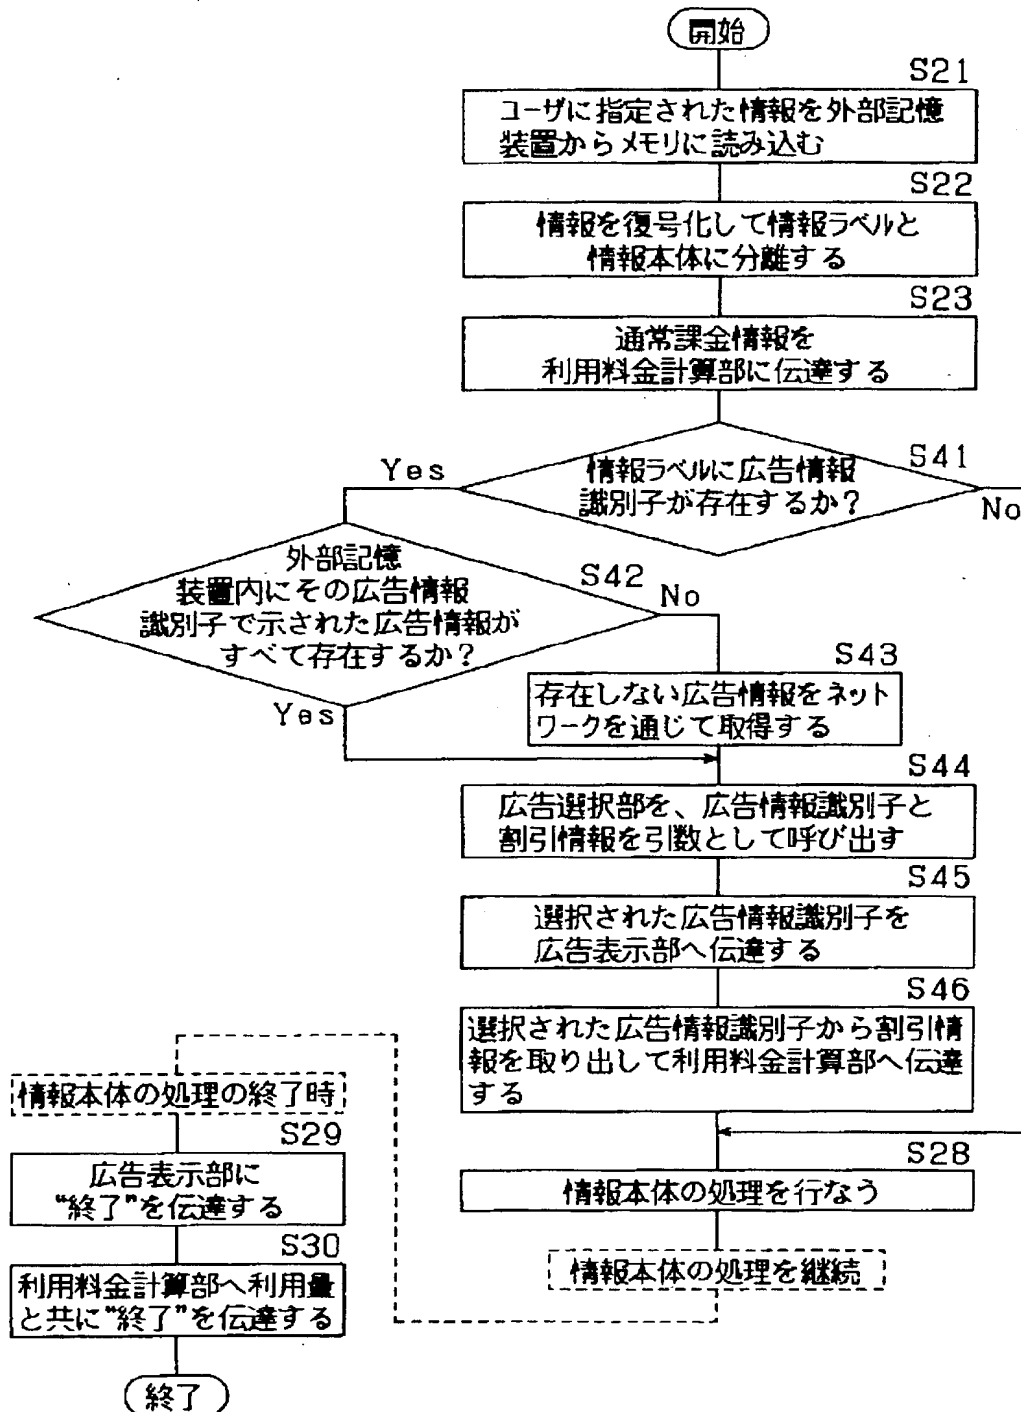 開始
S21
ユーザに指定された情報を外部記憶
装置からメモリに読み込む
S22
情報を復号化して情報ラベルと
情報本体に分離する
S23
通常課金情報を
利用料金計算部に伝達する
S41
情報ラベルに広告情報
識別子が存在するか？
Yes
No
S42
外部記憶
装置内にその広告情報
識別子で示された広告情報が
すべて存在するか？
No
Yes
S43
存在しない広告情報をネット
ワークを通じて取得する
S44
広告選択部を、広告情報識別子と
割引情報を引数として呼び出す
S45
選択された広告情報識別子を
広告表示部へ伝達する
S46
選択された広告情報識別子から割引情
報を取り出して利用料金計算部へ伝達
する
S28
情報本体の処理を行なう
情報本体の処理を継続
情報本体の処理の終了時
S29
広告表示部に
"終了"を伝達する
S30
利用料金計算部へ利用量
と共に"終了"を伝達する
終了